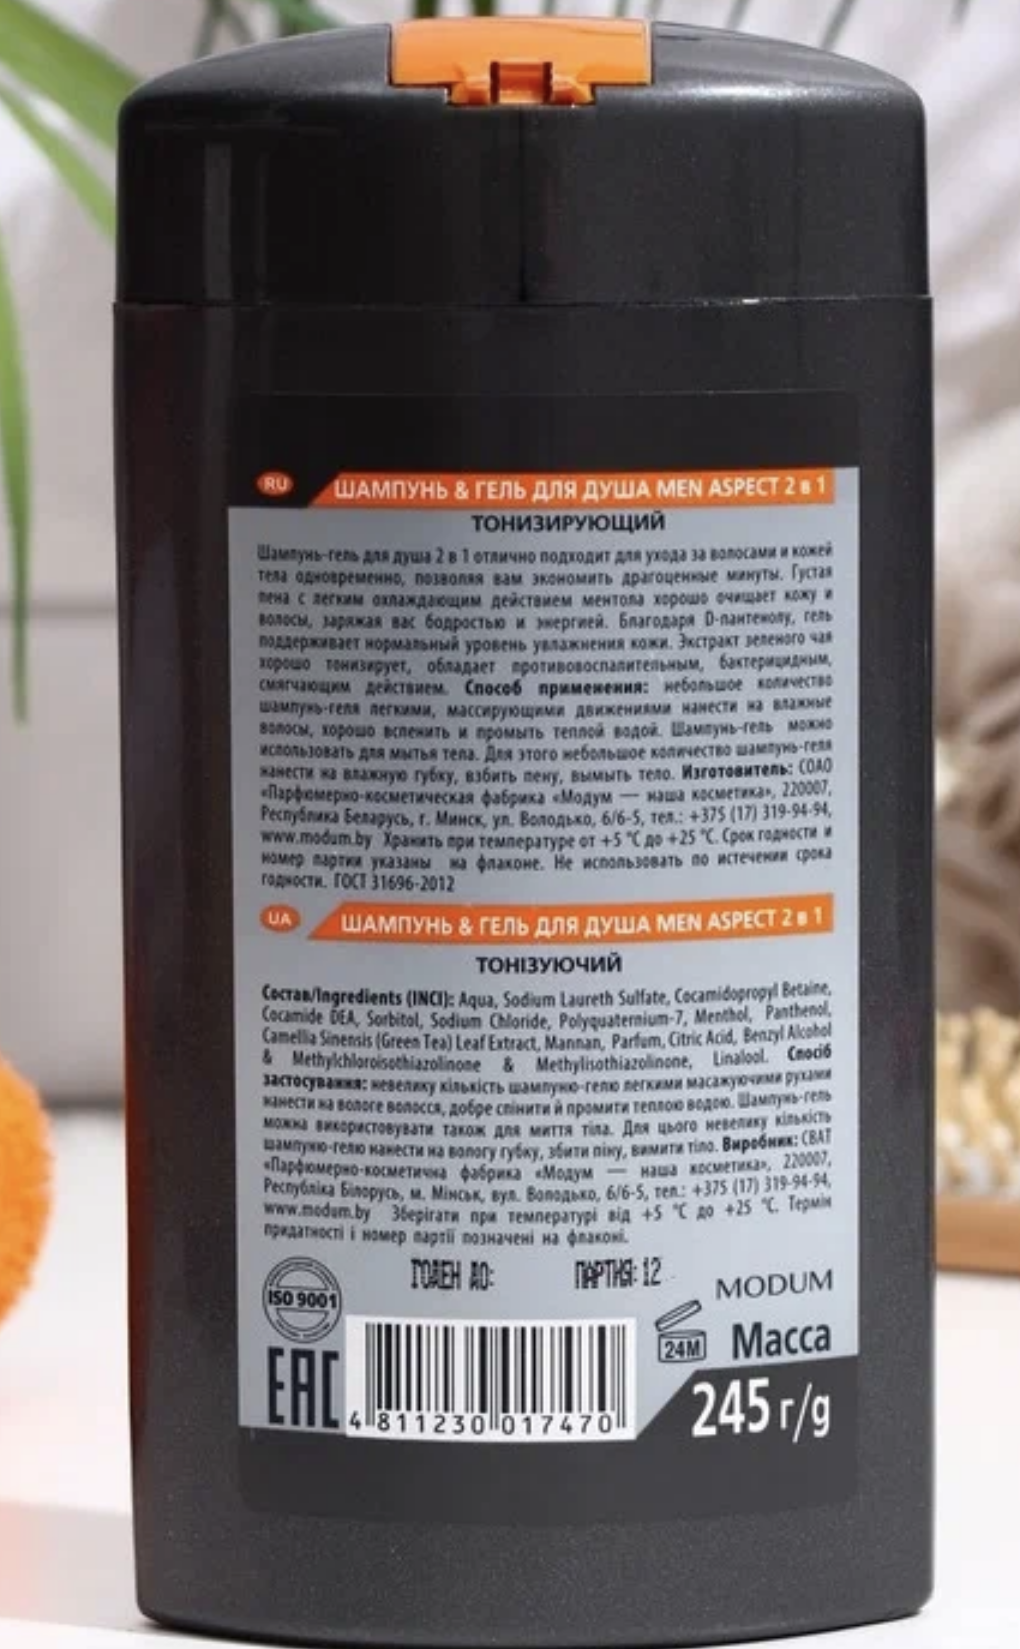 RU
ШАМПУНЬ & ГЕЛЬ ДЛЯ ДУША MEN ASPECT 2 в 1
ТОНИЗИРУЮЩИЙ
Шампунь-гель для душа 2 в 1 отлично подходит для ухода за волосами и кожей
тела одновременно, позволяя вам экономить драгоценные минуты. Густая
пена с легким охлаждающим действием ментола хорошо очищает кожу и
волосы, заряжая вас бодростью и энергией. Благодаря D-пантенолу, гель
поддерживает нормальный уровень увлажнения кожи. Экстракт зеленого чая
хорошо тонизирует, обладает противовоспалительным, бактерицидным,
смягчающим действием. Способ применения: небольшое количество
шампуня-геля легкими, массирующими движениями нанести на влажные
волосы, хорошо вспенить и промыть теплой водой. Шампунь-гель можно
использовать для мытья тела. Для этого небольшое количество шампунь-геля
нанести на влажную губку, взбить пену, вымыть тело. Изготовитель: СОАО
«Парфюмерно-косметическая фабрика «Модум — наша косметика», 220007,
Республика Беларусь, г. Минск, ул. Володько, 6/6-5, тел.: +375 (17) 319-94-94,
www.modum.by Хранить при температуре от +5 °C до +25 °C. Срок годности и
номер партии указаны на флаконе. Не использовать по истечении срока
годности. ГОСТ 31696-2012
UA
ШАМПУНЬ & ГЕЛЬ ДЛЯ ДУША MEN ASPECT 2 в 1
ТОНІЗУЮЧИЙ
Состав/Ingredients (INCI): Aqua, Sodium Laureth Sulfate, Cocamidopropyl Betaine,
Cocamide DEA, Sorbitol, Sodium Chloride, Polyquaternium-7, Menthol, Panthenol,
Camellia Sinensis (Green Tea) Leaf Extract, Mannan, Parfum, Citric Acid, Benzyl Alcohol
& Methylchloroisothiazolinone & Methylisothiazolinone, Linalool. Спосіб
застосування: невелику кількість шампуню-гелю легкими масажуючими рухами
нанести на вологе волосся, добре спінити й промити теплою водою. Шампунь-гель
можна використовувати також для миття тіла. Для цього невелику кількість
шампуню-гелю нанести на вологу губку, збити піну, вимити тіло. Виробник: СВАТ
«Парфюмерно-косметична фабрика «Модум — наша косметика», 220007,
Республіка Білорусь, м. Мінськ, вул. Володько, 6/6-5, тел.: +375 (17) 319-94-94,
www.modum.by Зберігати при температурі від +5 °C до +25 °C. Термін
придатності і номер партії позначені на флаконі.
ГОДЕН ДО: ПАРТИЯ: 12
ISO 9001
MODUM
24M
Масса
EAC
4 811230 017470
245 г/g